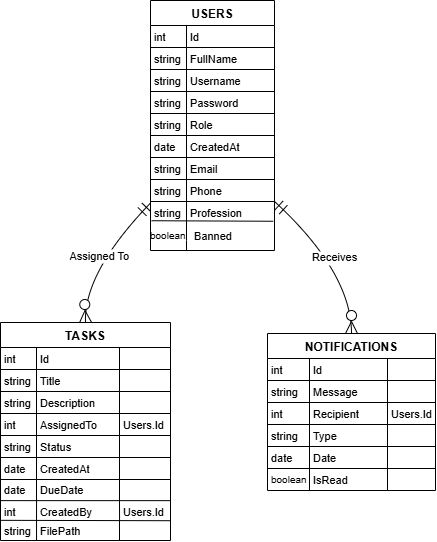 USERS
int Id
string FullName
string Username
string Password
string Role
date CreatedAt
string Email
string Phone
string Profession
boolean Banned
Assigned To
Receives
TASKS
int Id
string Title
string Description
int AssignedTo Users.Id
string Status
date CreatedAt
date DueDate
int CreatedBy Users.Id
string FilePath
NOTIFICATIONS
int Id
string Message
int Recipient Users.Id
string Type
date Date
boolean IsRead